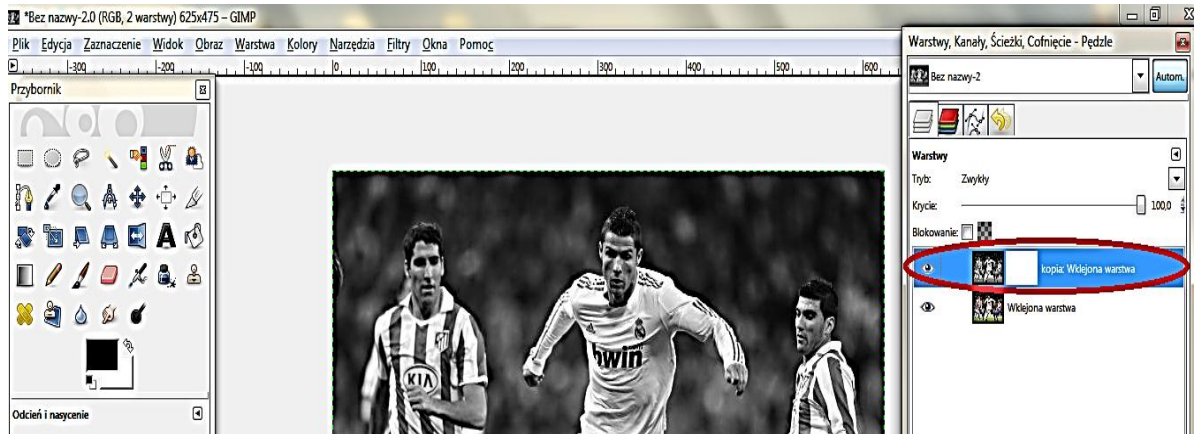 *Bez nazwy-2.0 (RGB, 2 warstwy) 625x475 – GIMP
Plik Edycja Zaznaczenie Widok Obraz Warstwa Kolory Narzędzia Filtry Okna Pomoc
-300 -200 -100 0 100 200 300 400 500 600
Przybornik
Odcień i nasycenie
KIA
bwin
Warstwy, Kanały, Ścieżki, Cofnięcie - Pędzle
Bez nazwy-2
Autom.
Warstwy
Tryb: Zwykły
Krycie: 100,0
Blokowanie:
kopia: Wklejona warstwa
Wklejona warstwa